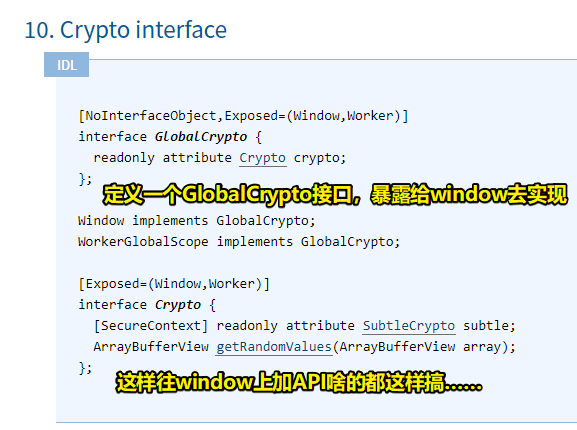 10. Crypto interface
IDL
[NoInterfaceObject,Exposed=(Window,Worker)]
interface GlobalCrypto {
  readonly attribute Crypto crypto;
};
定义一个GlobalCrypto接口，暴露给window去实现
Window implements GlobalCrypto;
WorkerGlobalScope implements GlobalCrypto;
[Exposed=(Window,Worker)]
interface Crypto {
  [SecureContext] readonly attribute SubtleCrypto subtle;
  ArrayBufferView getRandomValues(ArrayBufferView array);
};
这样往window上加API啥的都这样搞......